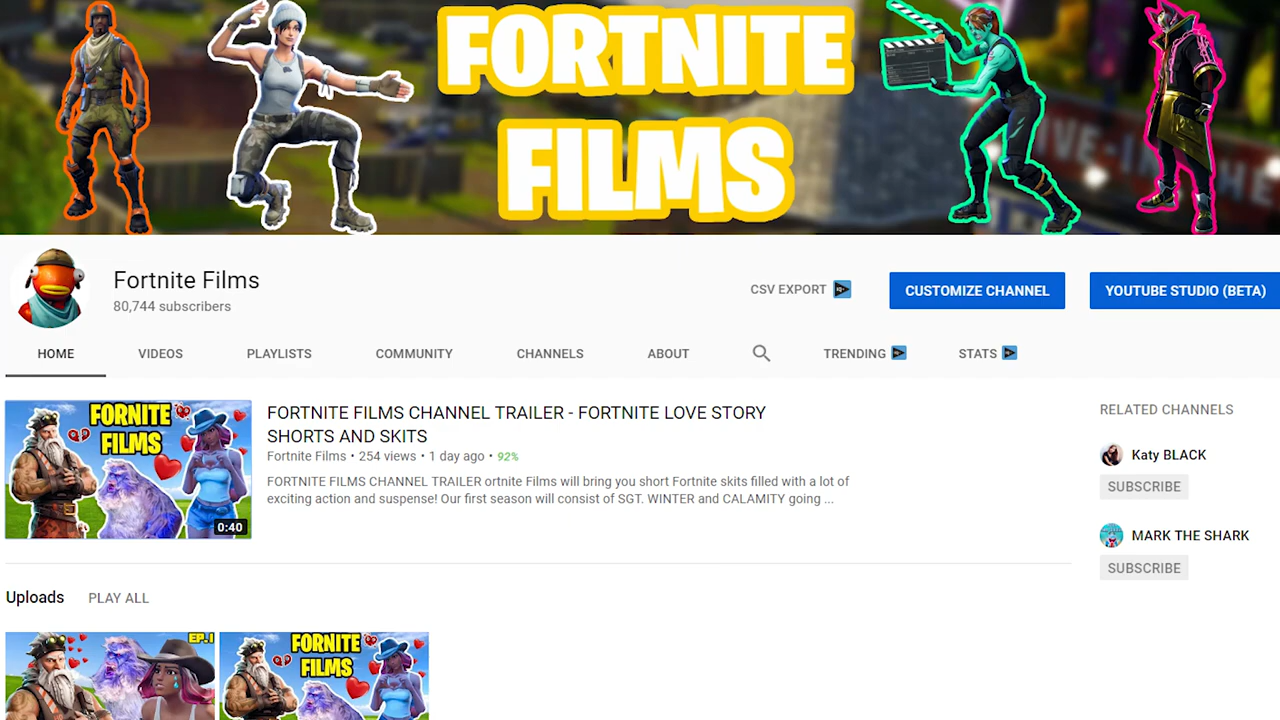 FORTNITE
FILMS
Fortnite Films
80,744 subscribers
CSV EXPORT
CUSTOMIZE CHANNEL
YOUTUBE STUDIO (BETA)
HOME
VIDEOS
PLAYLISTS
COMMUNITY
CHANNELS
ABOUT
TRENDING
STATS
FORNITE
FILMS
0:40
FORTNITE FILMS CHANNEL TRAILER - FORTNITE LOVE STORY
SHORTS AND SKITS
Fortnite Films • 254 views • 1 day ago • 92%
FORTNITE FILMS CHANNEL TRAILER ortnite Films will bring you short Fortnite skits filled with a lot of
exciting action and suspense! Our first season will consist of SGT. WINTER and CALAMITY going ...
RELATED CHANNELS
Katy BLACK
SUBSCRIBE
MARK THE SHARK
SUBSCRIBE
Uploads
PLAY ALL
EP.1
FORNITE
FILMS